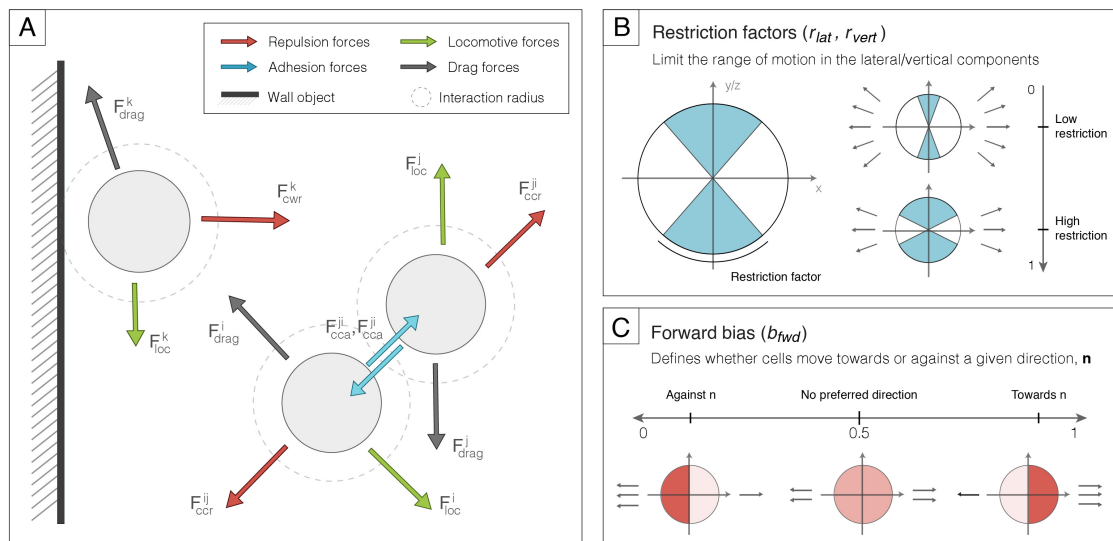 A
Repulsion forces
Locomotive forces
Adhesion forces
Drag forces
Wall object
Interaction radius
F^k_drag
F^k_cwr
F^k_loc
F^j_loc
F^ji_ccr
F^i_drag
F^ji_cca, F^ji_cca
F^j_drag
F^ij_ccr
F^i_loc
B
Restriction factors (r_lat, r_vert)
Limit the range of motion in the lateral/vertical components
y/z
x
Restriction factor
0
Low
restriction
High
restriction
1
C
Forward bias (b_fwd)
Defines whether cells move towards or against a given direction, n
Against n
No preferred direction
Towards n
0
0.5
1